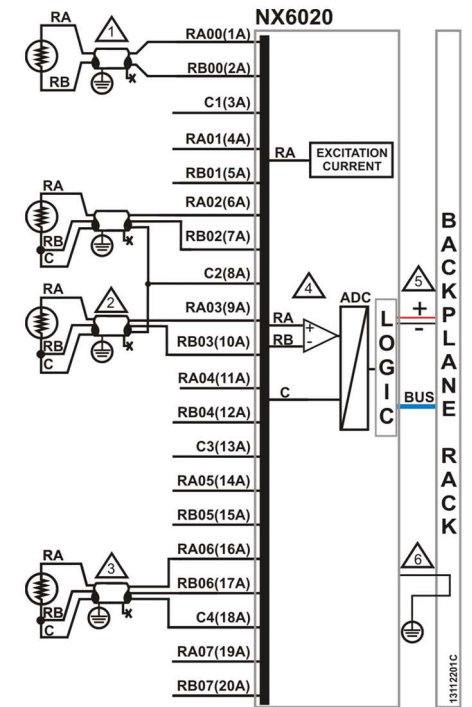 NX6020
RA
RB
1
RA00(1A)
RB00(2A)
C1(3A)
RA01(4A)
RB01(5A)
RA
EXCITATION
CURRENT
RA
RB
C
RA02(6A)
RB02(7A)
C2(8A)
RA
RB
C
2
RA03(9A)
RB03(10A)
4
RA
RB
+
-
C
ADC
LOGIC
5
+
-
BUS
BACKPLANE RACK
RA04(11A)
RB04(12A)
C3(13A)
RA05(14A)
RB05(15A)
RA
RB
C
3
RA06(16A)
RB06(17A)
C4(18A)
RA07(19A)
RB07(20A)
6
13112201C